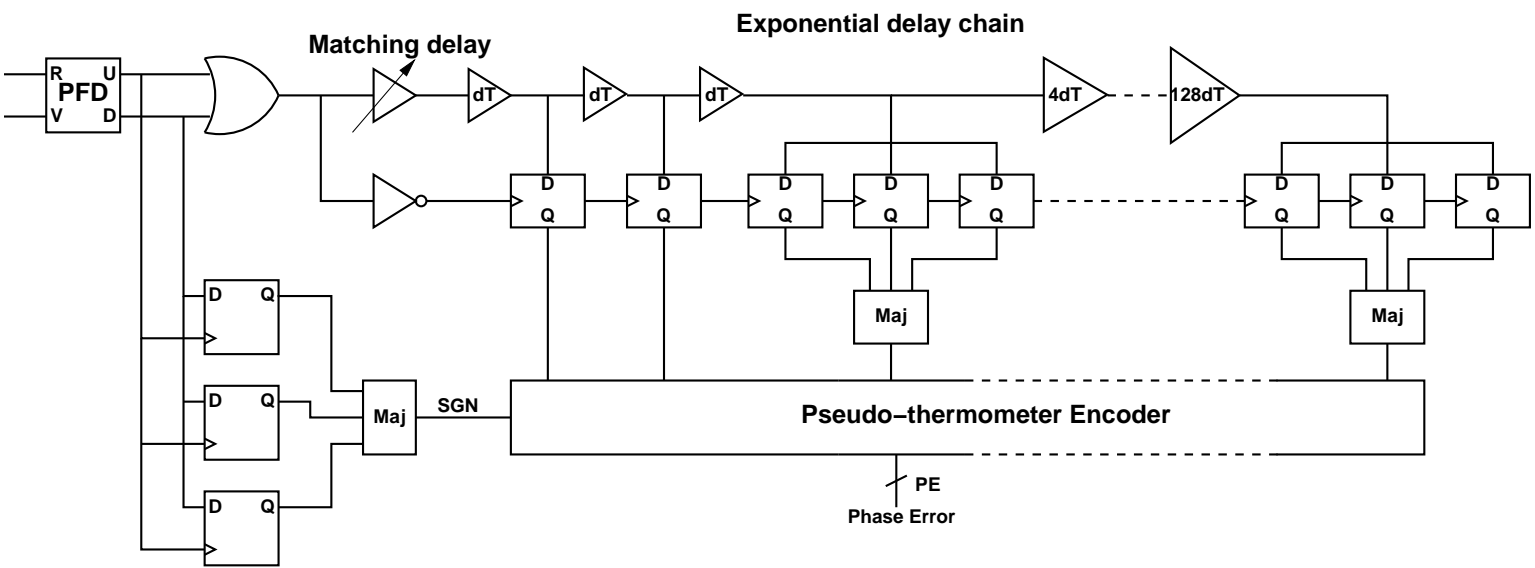 Exponential delay chain
Matching delay
R U
PFD
V D
dT dT dT 4dT 128dT
D D D D D D D D
Q Q Q Q Q Q Q Q
Maj Maj
D Q
D Q
D Q
Maj
SGN
Pseudo−thermometer Encoder
PE
Phase Error